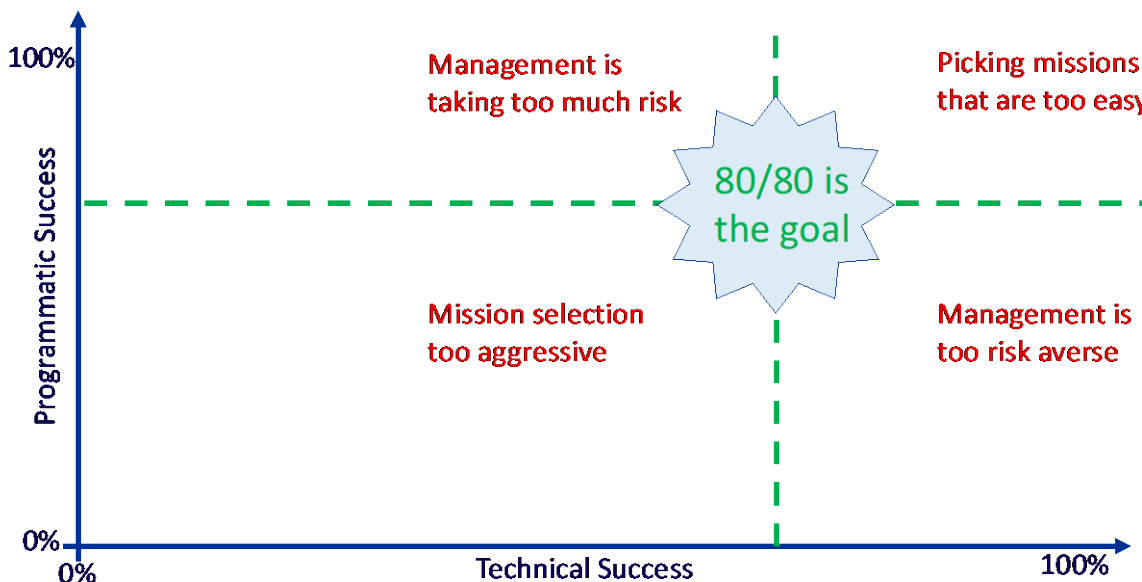 100%
Management is
taking too much risk
Picking missions
that are too easy
80/80 is
the goal
Programmatic Success
Mission selection
too aggressive
Management is
too risk averse
0%
0%
Technical Success
100%